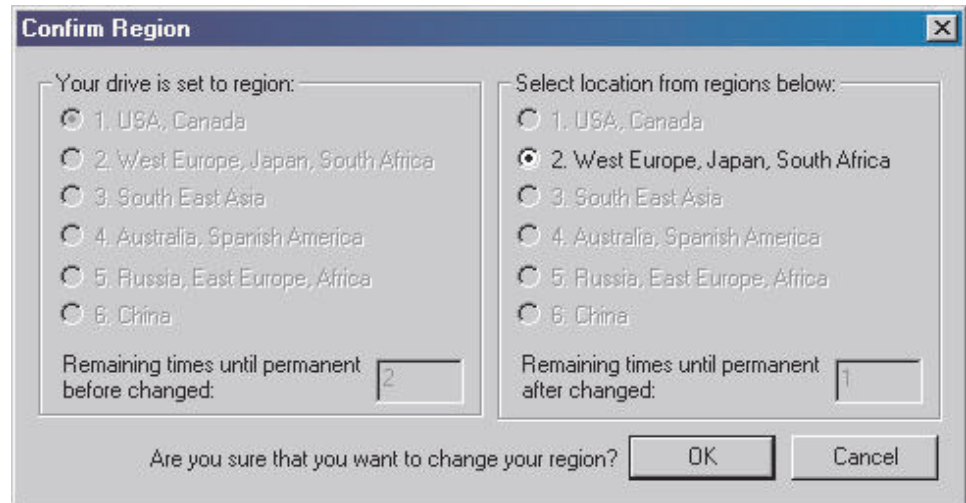 Confirm Region
Your drive is set to region:
1. USA, Canada
2. West Europe, Japan, South Africa
3. South East Asia
4. Australia, Spanish America
5. Russia, East Europe, Africa
6. China
Remaining times until permanent
before changed:
2
Select location from regions below:
1. USA, Canada
2. West Europe, Japan, South Africa
3. South East Asia
4. Australia, Spanish America
5. Russia, East Europe, Africa
6. China
Remaining times until permanent
after changed:
1
Are you sure that you want to change your region?
OK
Cancel